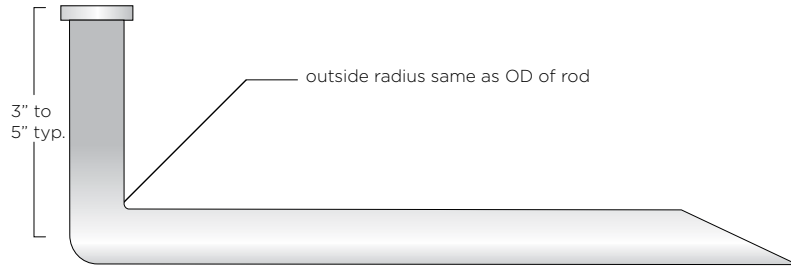 outside radius same as OD of rod
3” to
5” typ.